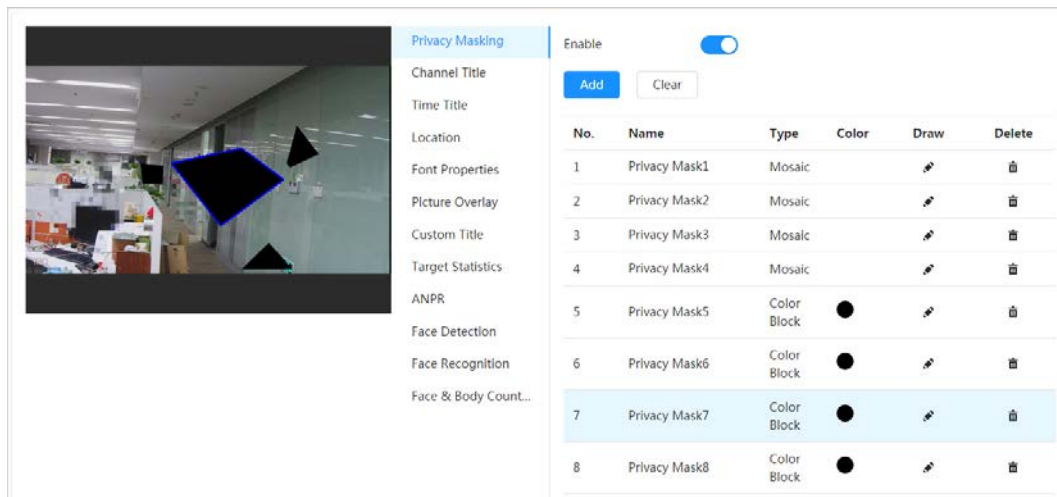 Privacy Masking
Channel Title
Time Title
Location
Font Properties
Picture Overlay
Custom Title
Target Statistics
ANPR
Face Detection
Face Recognition
Face & Body Count...
Enable
Add Clear
No. Name Type Color Draw Delete
1 Privacy Mask1 Mosaic
2 Privacy Mask2 Mosaic
3 Privacy Mask3 Mosaic
4 Privacy Mask4 Mosaic
5 Privacy Mask5 Color
Block
6 Privacy Mask6 Color
Block
7 Privacy Mask7 Color
Block
8 Privacy Mask8 Color
Block